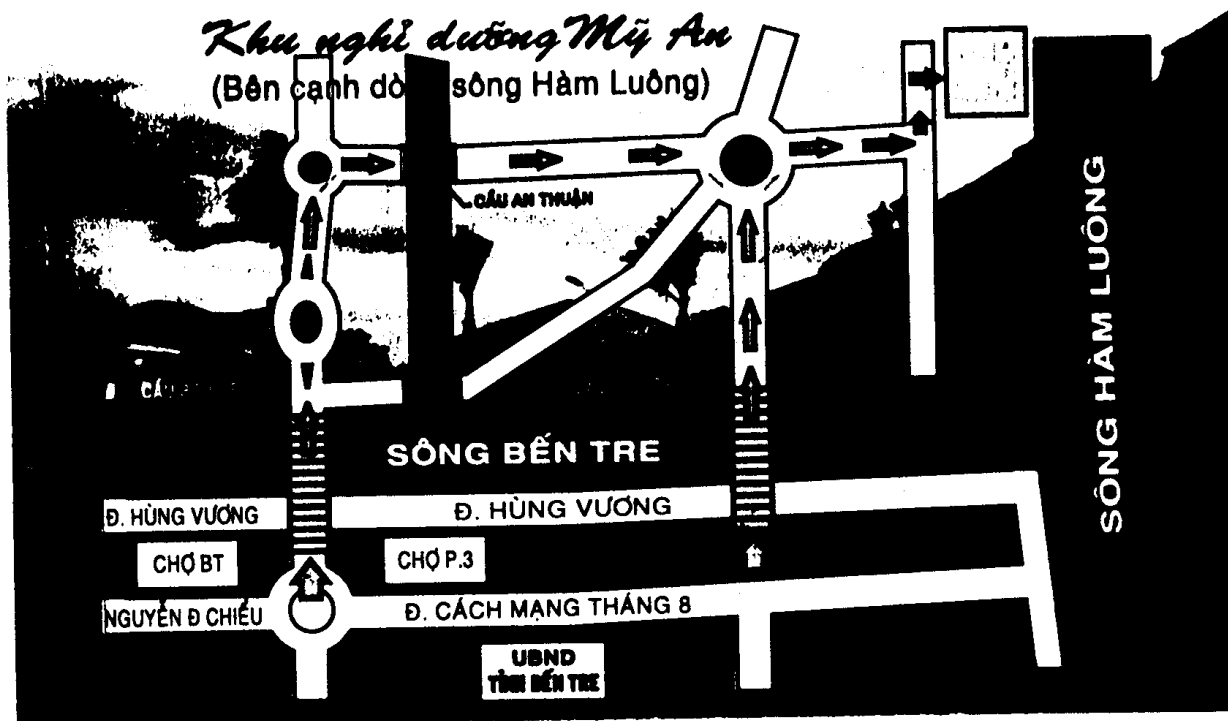 Khu nghỉ dưỡng Mỹ An
(Bên cạnh dò sông Hàm Luông)
CẦU AN THUẬN
SÔNG HÀM LUÔNG
CẦU
SÔNG BẾN TRE
Đ. HÙNG VƯƠNG
Đ. HÙNG VƯƠNG
CHỢ BT
CHỢ P.3
NGUYỄN Đ CHIỂU
Đ. CÁCH MẠNG THÁNG 8
UBND
TỈNH BẾN TRE